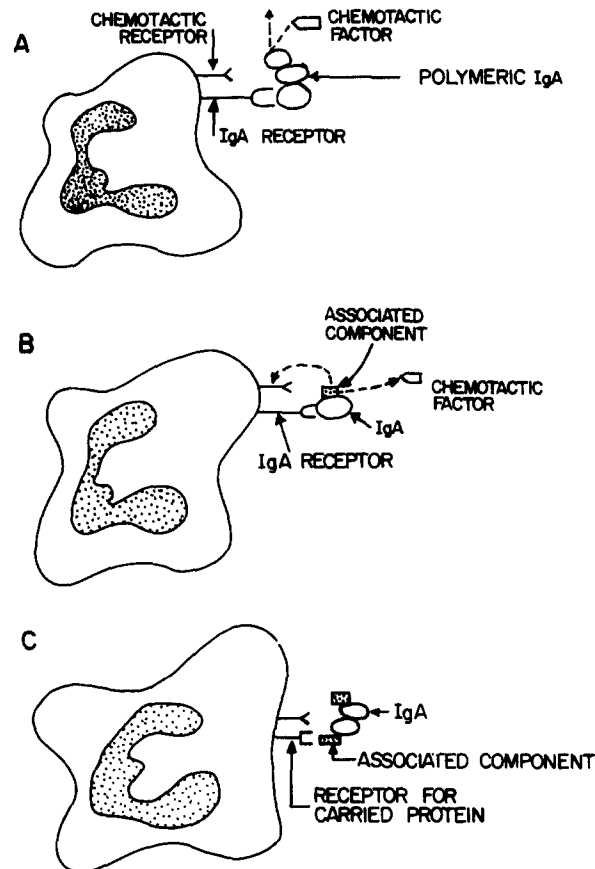 A
CHEMOTACTIC
RECEPTOR
CHEMOTACTIC
FACTOR
POLYMERIC IgA
IgA RECEPTOR
B
ASSOCIATED
COMPONENT
CHEMOTACTIC
FACTOR
IgA
IgA RECEPTOR
C
IgA
ASSOCIATED COMPONENT
RECEPTOR FOR
CARRIED PROTEIN